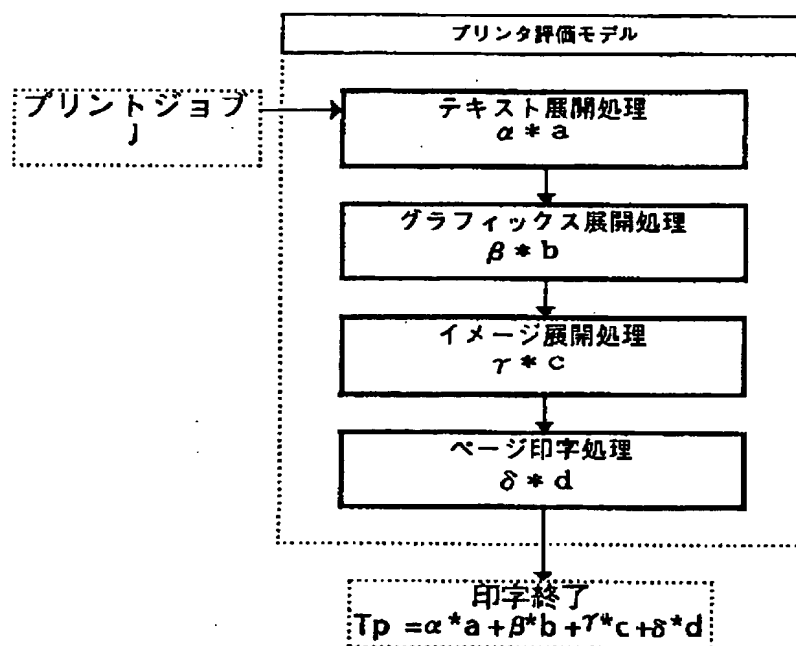 プリンタ評価モデル
プリントジョブ
J
テキスト展開処理
α * a
グラフィックス展開処理
β * b
イメージ展開処理
γ * c
ページ印字処理
δ * d
印字終了
Tp =α*a+β*b+γ*c+δ*d